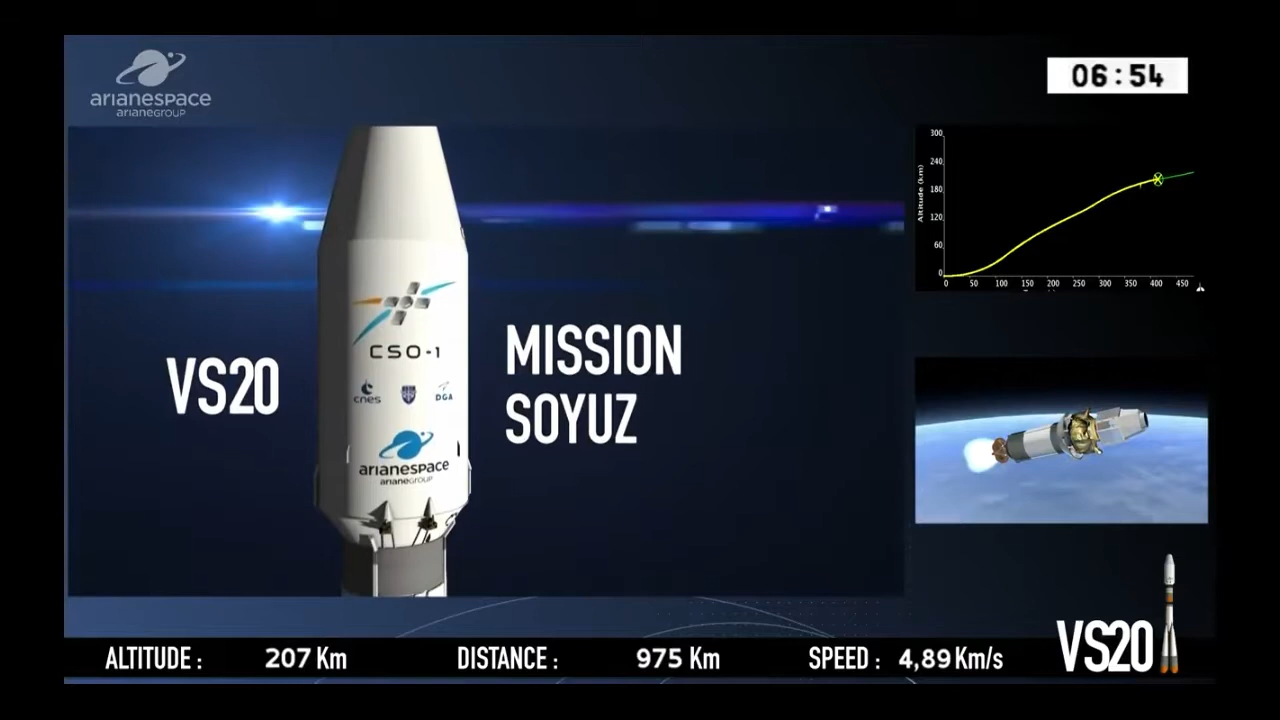 arianespace
arianeGROUP
06:54
300
240
180
120
60
0
Altitude (km)
0 50 100 150 200 250 300 350 400 450
CSO-1
cnes
DGA
arianespace
arianeGROUP
VS20
MISSION
SOYUZ
ALTITUDE : 207 Km DISTANCE : 975 Km SPEED : 4,89 Km/s
VS20